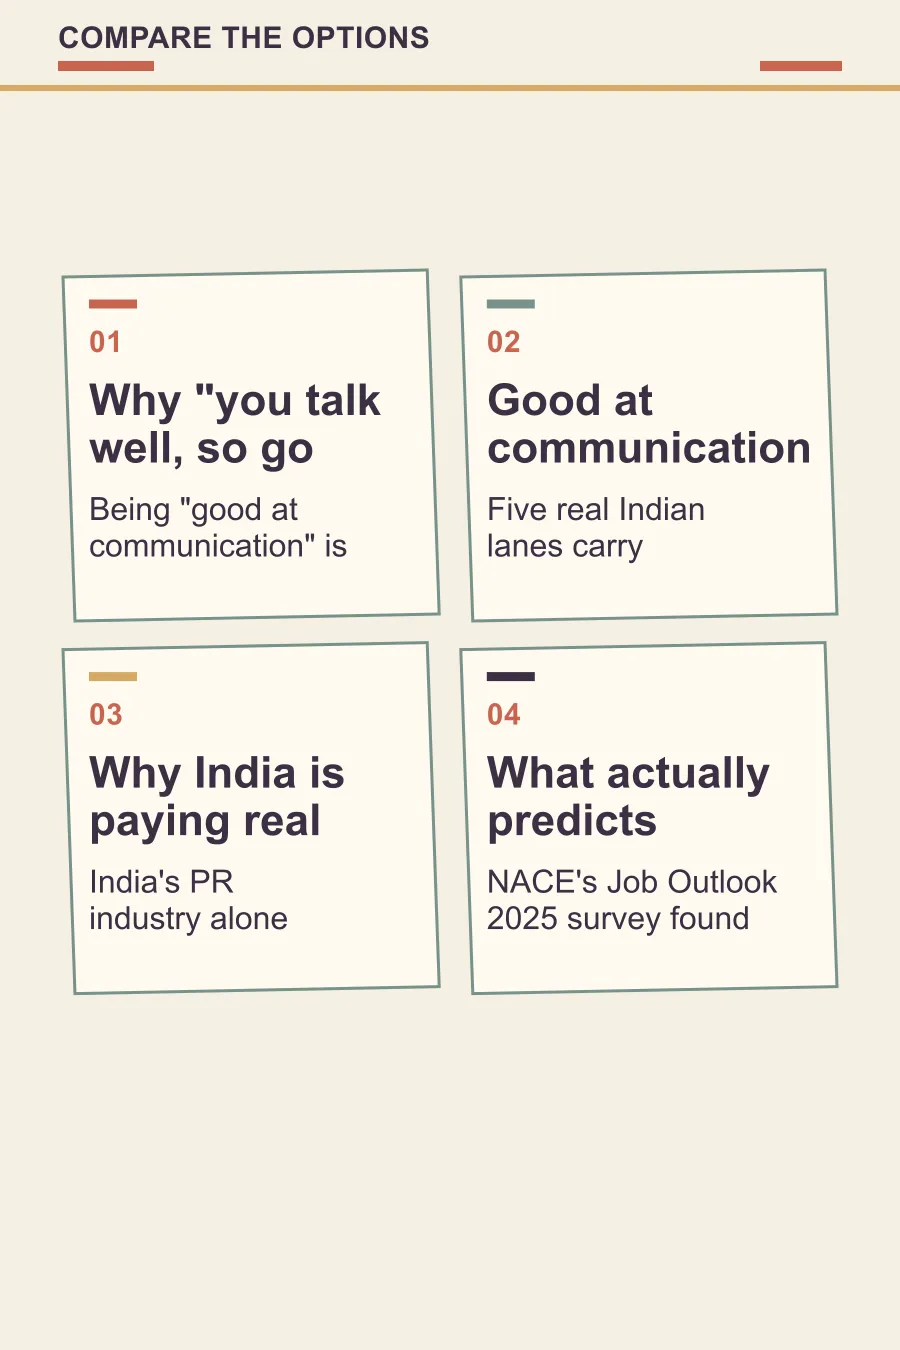 COMPARE THE OPTIONS
01
Why "you talk
well, so go
Being "good at
communication" is
02
Good at
communication
Five real Indian
lanes carry
03
Why India is
paying real
India's PR
industry alone
04
What actually
predicts
NACE's Job Outlook
2025 survey found